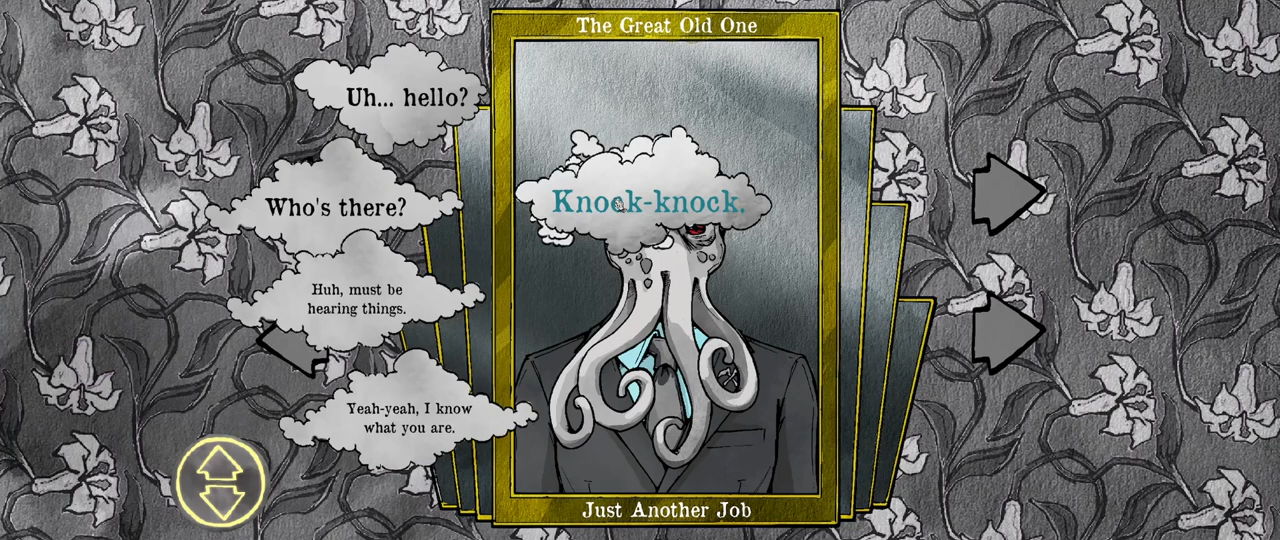 The Great Old One
Uh... hello?
Knock-knock.
Who's there?
Huh, must be
hearing things.
Yeah-yeah, I know
what you are.
Just Another Job